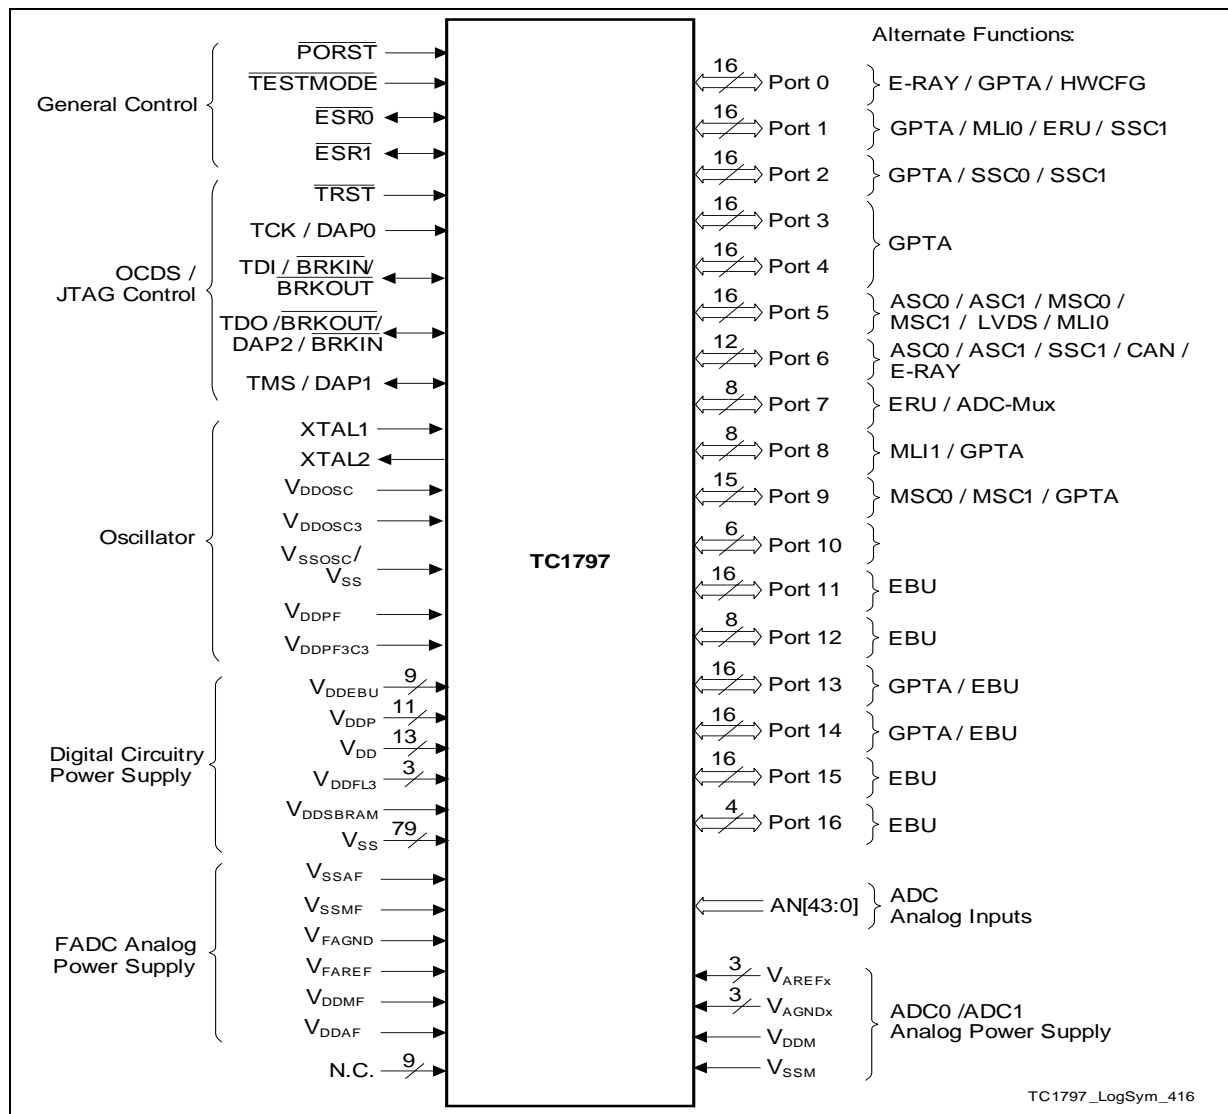 General Control
PORST
TESTMODE
ESR0
ESR1
OCDS /
JTAG Control
TRST
TCK / DAP0
TDI / BRKIN/
BRKOUT
TDO /BRKOUT/
DAP2 / BRKIN
TMS / DAP1
Oscillator
XTAL1
XTAL2
VDDOSC
VDDOSC3
VSSOSC/
VSS
VDDPF
VDDPF3C3
Digital Circuitry
Power Supply
VDDEBU 9
VDDP 11
VDD 13
VDDFL3 3
VDDSBRAM
VSS 79
FADC Analog
Power Supply
VSSAF
VSSMF
VFAGND
VFAREF
VDDMF
VDDAF
N.C. 9
TC1797
Alternate Functions:
16 Port 0 E-RAY / GPTA / HWCFG
16 Port 1 GPTA / MLI0 / ERU / SSC1
16 Port 2 GPTA / SSC0 / SSC1
16 Port 3
GPTA
16 Port 4
16 Port 5 ASC0 / ASC1 / MSC0 /
MSC1 / LVDS / MLI0
12 Port 6 ASC0 / ASC1 / SSC1 / CAN /
E-RAY
8 Port 7 ERU / ADC-Mux
8 Port 8 MLI1 / GPTA
15 Port 9 MSC0 / MSC1 / GPTA
6 Port 10
16 Port 11 EBU
8 Port 12 EBU
16 Port 13 GPTA / EBU
16 Port 14 GPTA / EBU
16 Port 15 EBU
4 Port 16 EBU
AN[43:0] ADC
Analog Inputs
3 VAREFx
3 VAGNDx
VDDM
VSSM
ADC0 /ADC1
Analog Power Supply
TC1797_LogSym_416